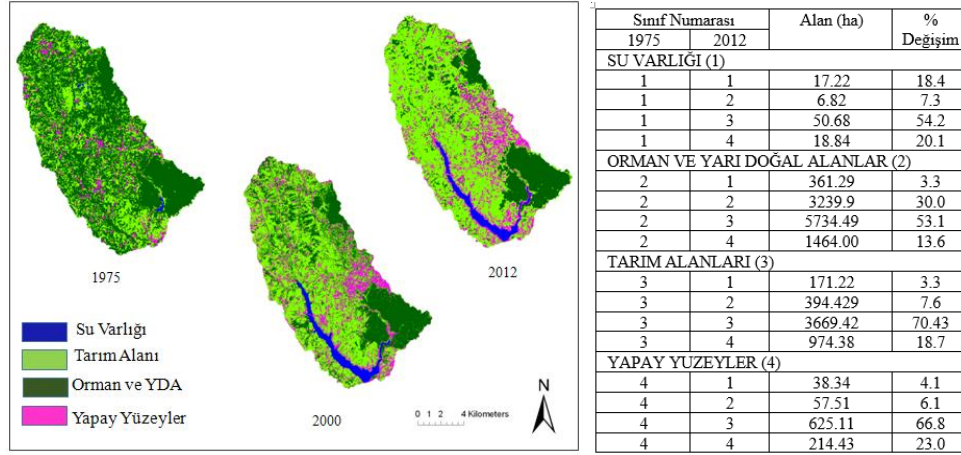 1975
2012
2000
Su Varlığı
Tarım Alanı
Orman ve YDA
Yapay Yüzeyler
0 1 2 4 Kilometers
N
Sınıf Numarası Alan (ha) % Değişim
1975 2012
SU VARLIĞI (1)
1 1 17.22 18.4
1 2 6.82 7.3
1 3 50.68 54.2
1 4 18.84 20.1
ORMAN VE YARI DOĞAL ALANLAR (2)
2 1 361.29 3.3
2 2 3239.9 30.0
2 3 5734.49 53.1
2 4 1464.00 13.6
TARIM ALANLARI (3)
3 1 171.22 3.3
3 2 394.429 7.6
3 3 3669.42 70.43
3 4 974.38 18.7
YAPAY YUZEYLER (4)
4 1 38.34 4.1
4 2 57.51 6.1
4 3 625.11 66.8
4 4 214.43 23.0